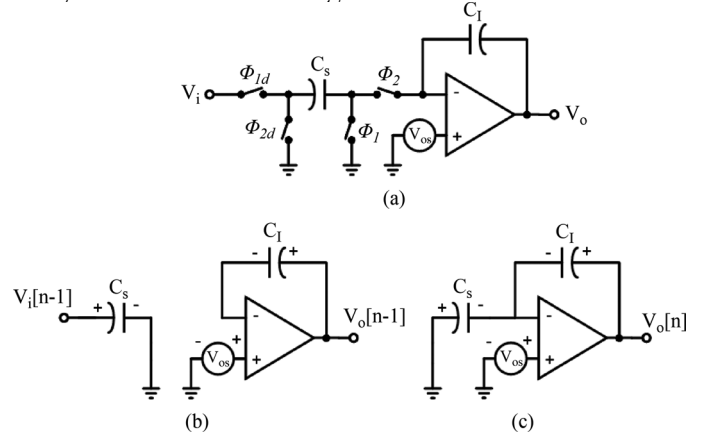 C_I
Φ_1d
C_s
Φ_2
V_i
Φ_2d
Φ_1
V_os
-
+
V_o
(a)
C_I
- +
V_i[n-1]
C_s
+ -
-
- V_os +
+
V_o[n-1]
(b)
C_I
- +
C_s
+ -
-
- V_os +
+
V_o[n]
(c)